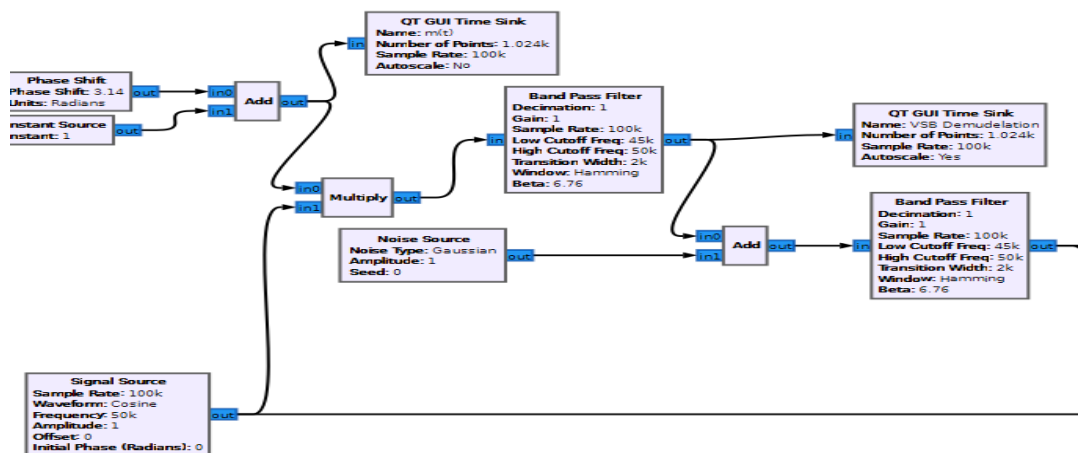 QT GUI Time Sink
Name: m(t)
Number of Points: 1.024k
Sample Rate: 100k
Autoscale: No
in
Phase Shift
Phase Shift: 3.14
Units: Radians
out
in0
in1
Add
out
nstant Source
nstant: 1
out
Band Pass Filter
Decimation: 1
Gain: 1
Sample Rate: 100k
Low Cutoff Freq: 45k
High Cutoff Freq: 50k
Transition Width: 2k
Window: Hamming
Beta: 6.76
in
out
QT GUI Time Sink
Name: VSB Demudelation
Number of Points: 1.024k
Sample Rate: 100k
Autoscale: Yes
in
in0
in1
Multiply
out
Noise Source
Noise Type: Gaussian
Amplitude: 1
Seed: 0
out
in0
in1
Add
out
Band Pass Filter
Decimation: 1
Gain: 1
Sample Rate: 100k
Low Cutoff Freq: 45k
High Cutoff Freq: 50k
Transition Width: 2k
Window: Hamming
Beta: 6.76
in
out
Signal Source
Sample Rate: 100k
Waveform: Cosine
Frequency: 50k
Amplitude: 1
Offset: 0
Initial Phase (Radians): 0
out